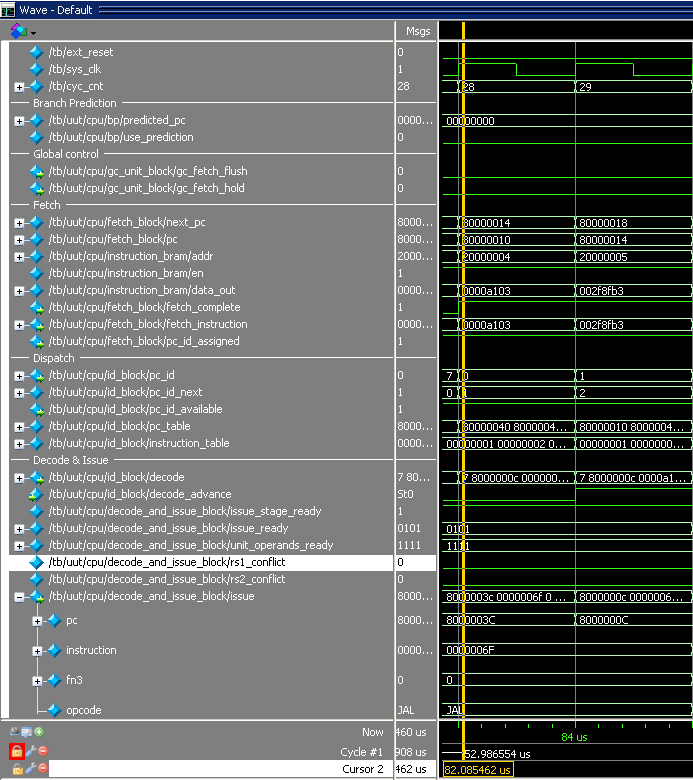 Wave - Default
Msgs
/tb/ext_reset 0
/tb/sys_clk 1
/tb/cyc_cnt 28 28 29
Branch Prediction
/tb/uut/cpu/bp/predicted_pc 0000... 00000000
/tb/uut/cpu/bp/use_prediction 0
Global control
/tb/uut/cpu/gc_unit_block/gc_fetch_flush 0
/tb/uut/cpu/gc_unit_block/gc_fetch_hold 0
Fetch
/tb/uut/cpu/fetch_block/next_pc 8000... 80000014 80000018
/tb/uut/cpu/fetch_block/pc 8000... 80000010 80000014
/tb/uut/cpu/instruction_bram/addr 2000... 20000004 20000005
/tb/uut/cpu/instruction_bram/en 1
/tb/uut/cpu/instruction_bram/data_out 0000... 0000a103 002f8fb3
/tb/uut/cpu/fetch_block/fetch_complete 1
/tb/uut/cpu/fetch_block/fetch_instruction 0000... 0000a103 002f8fb3
/tb/uut/cpu/fetch_block/pc_id_assigned 1
Dispatch
/tb/uut/cpu/id_block/pc_id 0 7 0 1
/tb/uut/cpu/id_block/pc_id_next 1 0 1 2
/tb/uut/cpu/id_block/pc_id_available 1
/tb/uut/cpu/id_block/pc_table 8000... 80000040 8000004... 80000010 8000004...
/tb/uut/cpu/id_block/instruction_table 0000... 00000001 00000002 0... 00000001 0000000...
Decode & Issue
/tb/uut/cpu/id_block/decode 7 80... 7 8000000c 000000... 7 8000000c 0000a1...
/tb/uut/cpu/id_block/decode_advance St0
/tb/uut/cpu/decode_and_issue_block/issue_stage_ready 1
/tb/uut/cpu/decode_and_issue_block/issue_ready 0101 0101
/tb/uut/cpu/decode_and_issue_block/unit_operands_ready 1111 1111
/tb/uut/cpu/decode_and_issue_block/rs1_conflict 0
/tb/uut/cpu/decode_and_issue_block/rs2_conflict 0
/tb/uut/cpu/decode_and_issue_block/issue 8000... 8000003c 0000006f 0 ... 8000000c 0000006...
pc 8000... 8000003C 8000000C
instruction 0000... 0000006F
fn3 0 0
opcode JAL JAL
Now 460 us 84 us
Cycle #1 908 us 52.986554 us
Cursor 2 462 us 82.085462 us